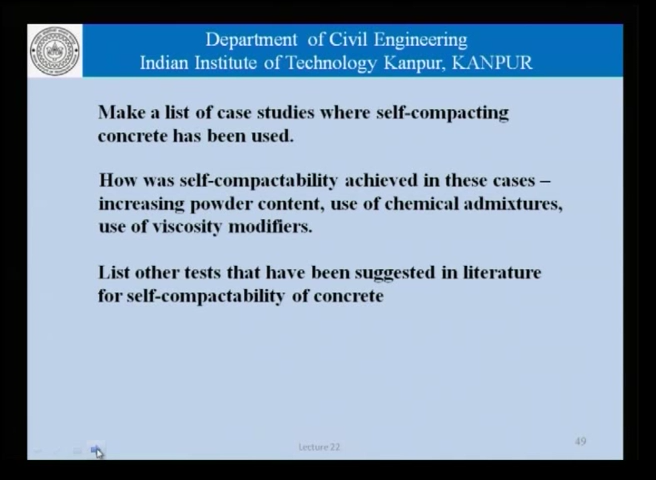 Department of Civil Engineering
Indian Institute of Technology Kanpur, KANPUR
Make a list of case studies where self-compacting
concrete has been used.
How was self-compactability achieved in these cases –
increasing powder content, use of chemical admixtures,
use of viscosity modifiers.
List other tests that have been suggested in literature
for self-compactability of concrete
Lecture 22
49